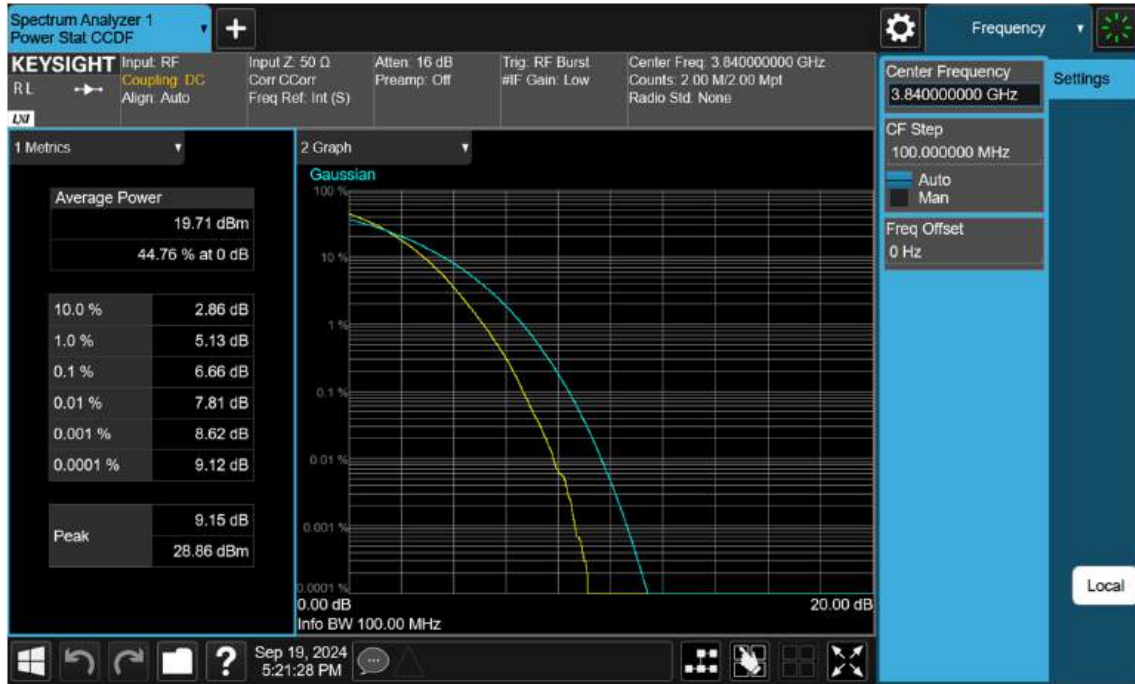 Spectrum Analyzer 1
Power Stat CCDF
Frequency
KEYSIGHT
RL
LXI
Input: RF
Coupling: DC
Align: Auto
Input Z: 50 Ω
Corr CCorr
Freq Ref: Int (S)
Atten: 16 dB
Preamp: Off
Trig: RF Burst
#IF Gain: Low
Center Freq: 3.840000000 GHz
Counts: 2.00 M/2.00 Mpt
Radio Std: None
Center Frequency
3.840000000 GHz
Settings
CF Step
100.000000 MHz
Auto
Man
Freq Offset
0 Hz
1 Metrics
Average Power
19.71 dBm
44.76 % at 0 dB
10.0 % 2.86 dB
1.0 % 5.13 dB
0.1 % 6.66 dB
0.01 % 7.81 dB
0.001 % 8.62 dB
0.0001 % 9.12 dB
Peak
9.15 dB
28.86 dBm
2 Graph
Gaussian
100 %
10 %
1 %
0.1 %
0.01 %
0.001 %
0.0001 %
0.00 dB 20.00 dB
Info BW 100.00 MHz
Local
?
Sep 19, 2024
5:21:28 PM